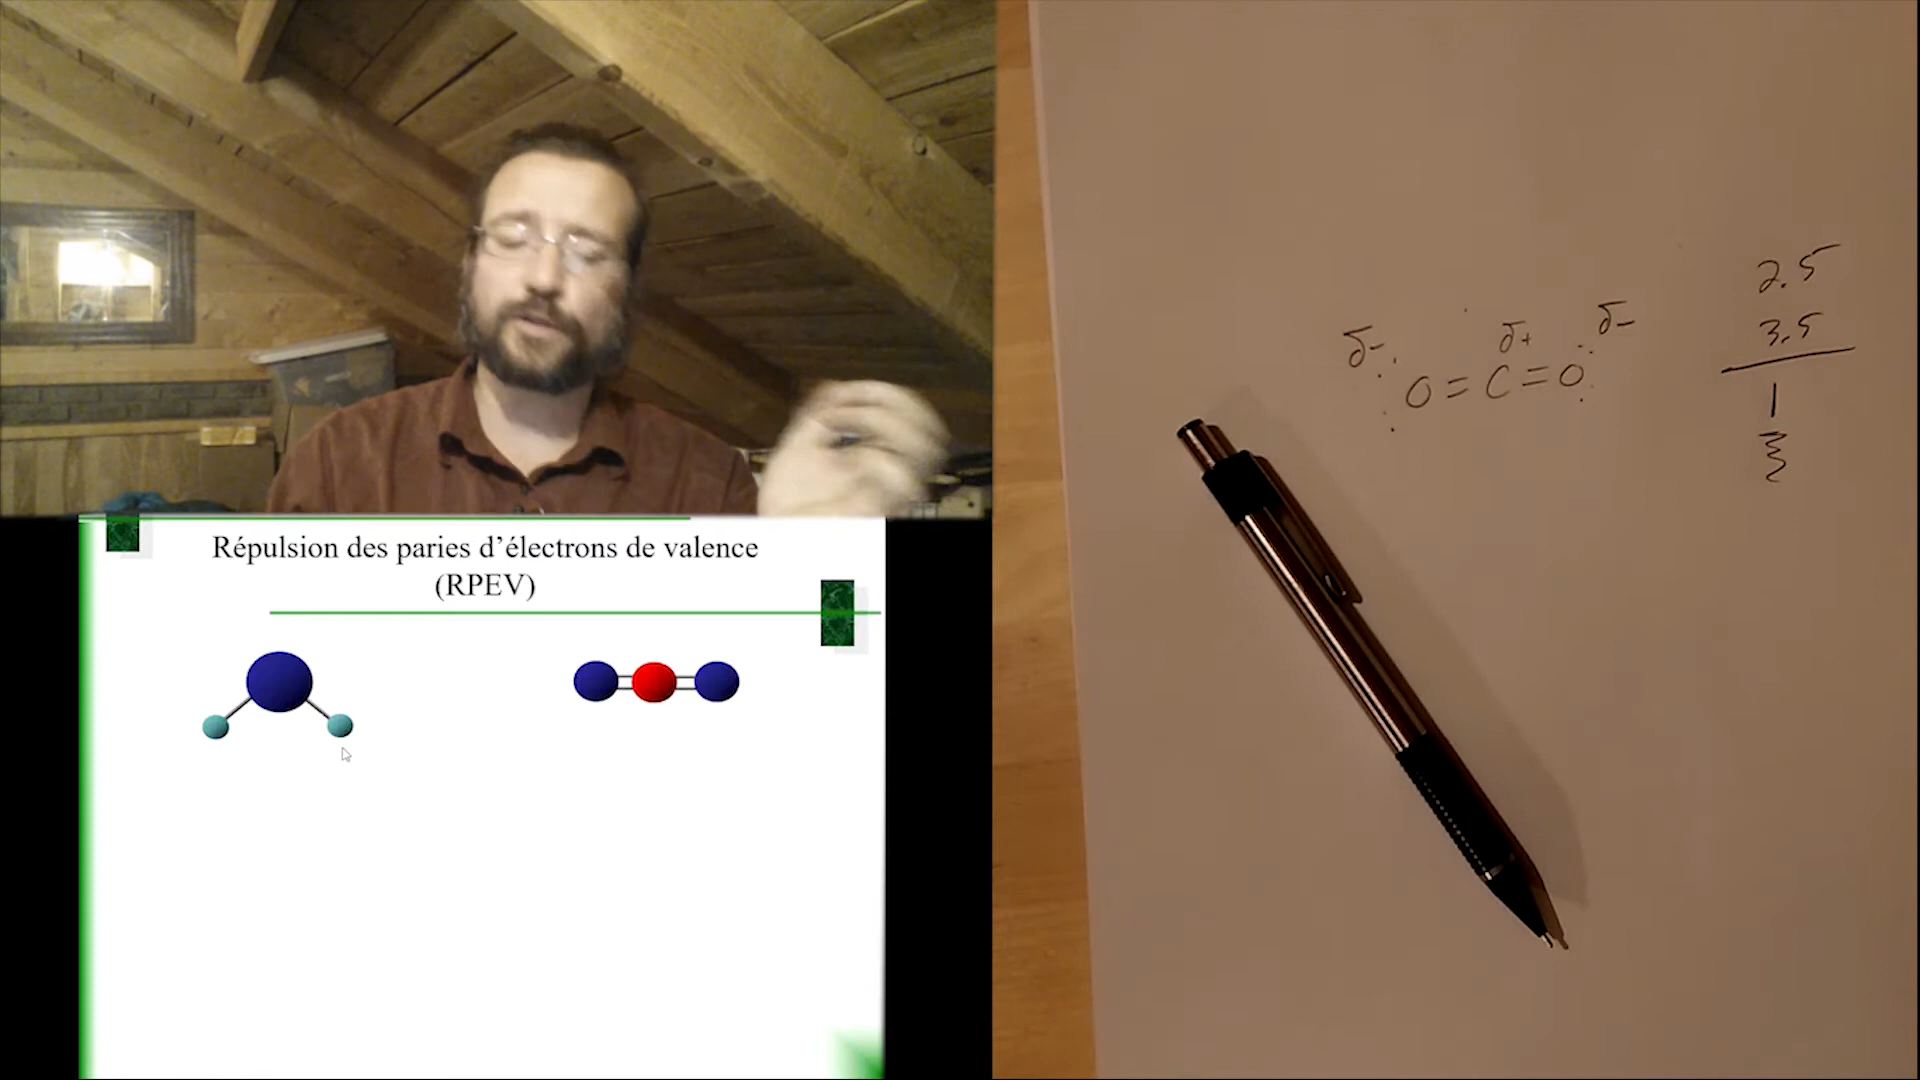 Répulsion des paries d’électrons de valence
(RPEV)
δ- δ+ δ-
O=C=O
2.5
3.5
1